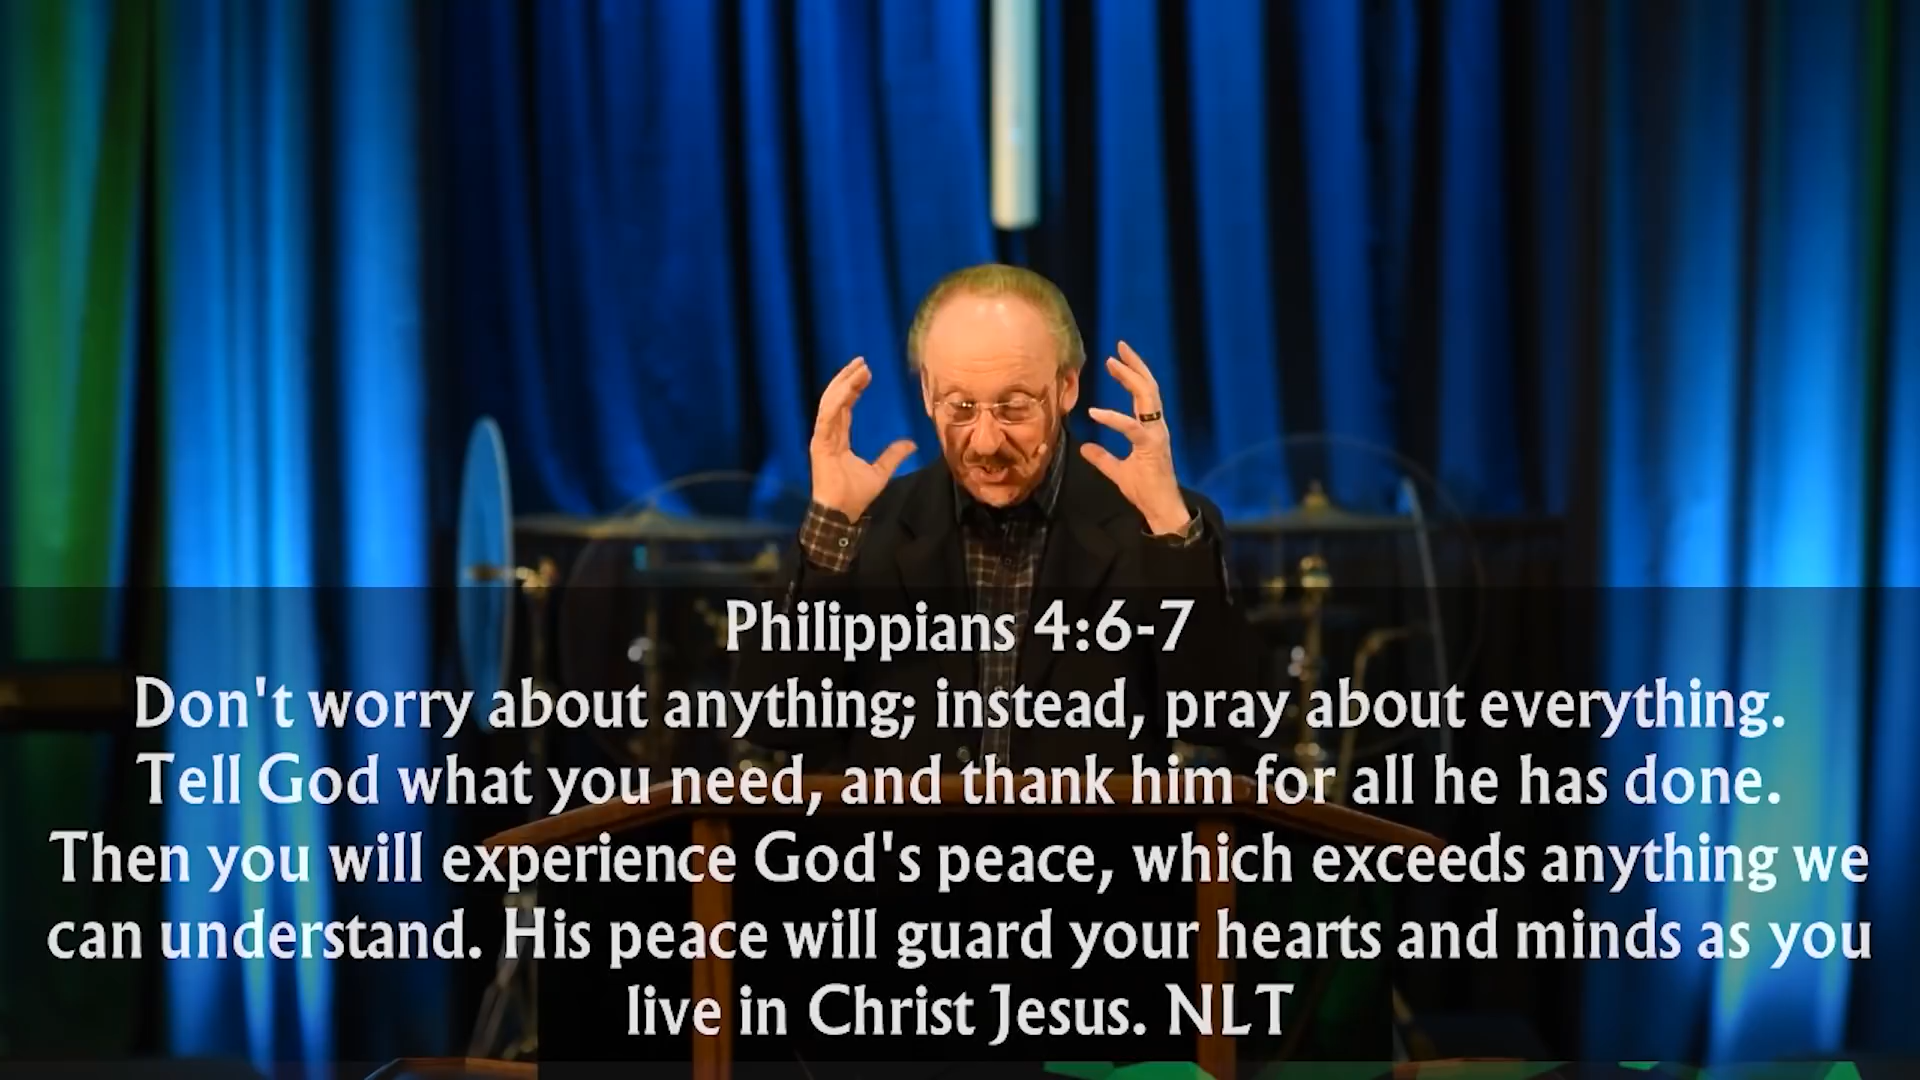 Philippians 4:6-7
Don't worry about anything; instead, pray about everything.
Tell God what you need, and thank him for all he has done.
Then you will experience God's peace, which exceeds anything we
can understand. His peace will guard your hearts and minds as you
live in Christ Jesus. NLT